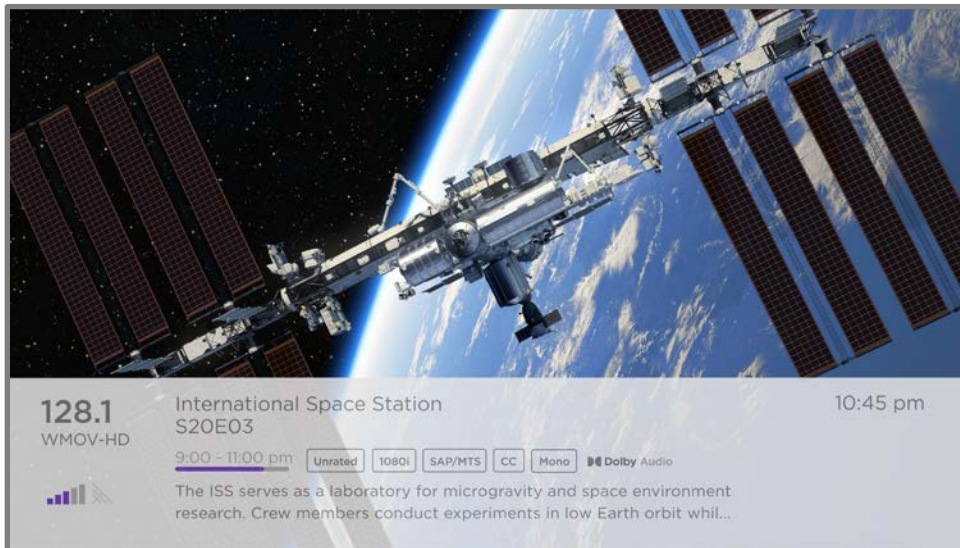 128.1
WMOV-HD
International Space Station
S20E03
10:45 pm
9:00 - 11:00 pm Unrated 1080i SAP/MTS CC Mono Dolby Audio
The ISS serves as a laboratory for microgravity and space environment
research. Crew members conduct experiments in low Earth orbit whil...